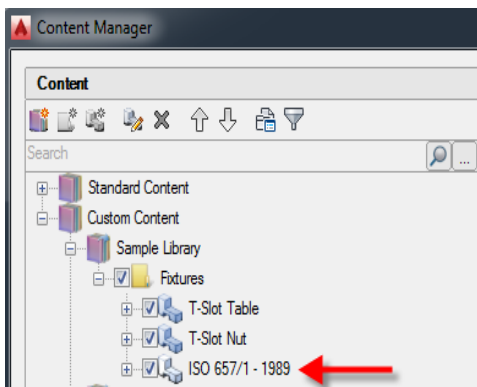 Content Manager
Content
Search
...
Standard Content
Custom Content
Sample Library
Fixtures
T-Slot Table
T-Slot Nut
ISO 657/1 - 1989